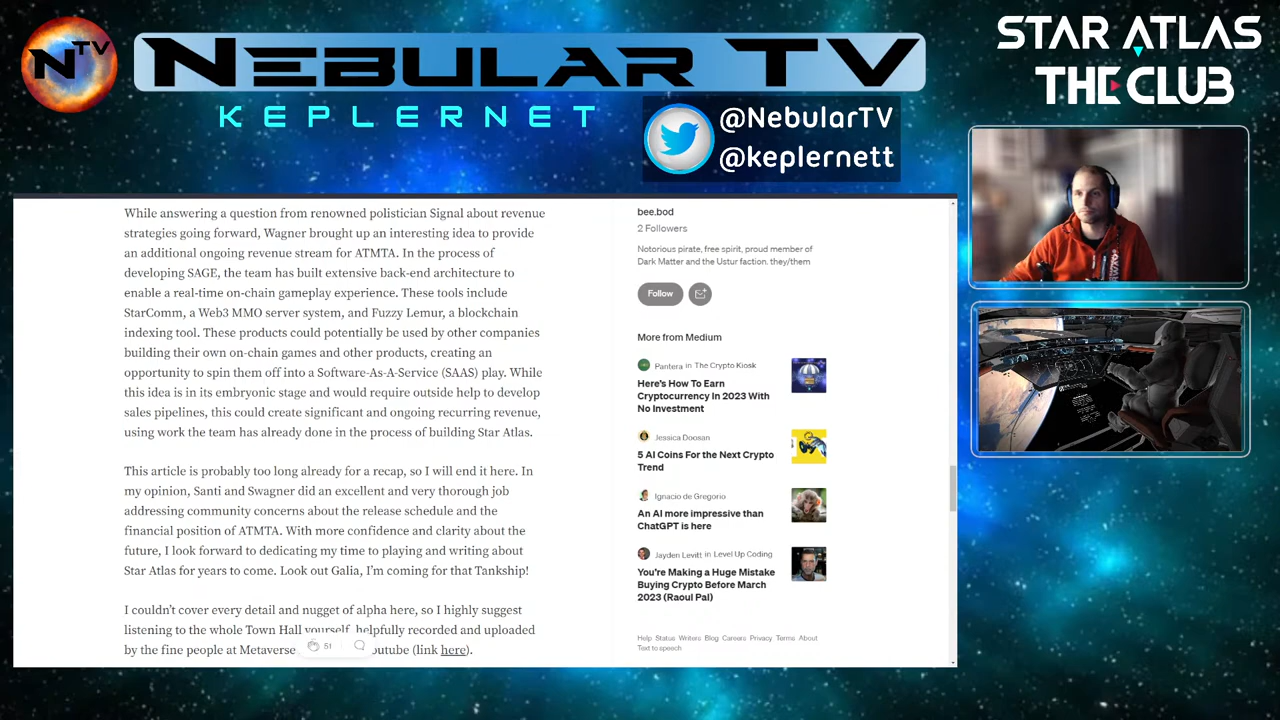 NTV
NEBULAR TV
KEPLERNET
@NebularTV
@keplernett
STAR ATLAS
THE CLUB
While answering a question from renowned polistician Signal about revenue
strategies going forward, Wagner brought up an interesting idea to provide
an additional ongoing revenue stream for ATMTA. In the process of
developing SAGE, the team has built extensive back-end architecture to
enable a real-time on-chain gameplay experience. These tools include
StarComm, a Web3 MMO server system, and Fuzzy Lemur, a blockchain
indexing tool. These products could potentially be used by other companies
building their own on-chain games and other products, creating an
opportunity to spin them off into a Software-As-A-Service (SAAS) play. While
this idea is in its embryonic stage and would require outside help to develop
sales pipelines, this could create significant and ongoing recurring revenue,
using work the team has already done in the process of building Star Atlas.
This article is probably too long already for a recap, so I will end it here. In
my opinion, Santi and Swagner did an excellent and very thorough job
addressing community concerns about the release schedule and the
financial position of ATMTA. With more confidence and clarity about the
future, I look forward to dedicating my time to playing and writing about
Star Atlas for years to come. Look out Galia, I'm coming for that Tankship!
I couldn't cover every detail and nugget of alpha here, so I highly suggest
listening to the whole Town Hall yourself, helpfully recorded and uploaded
by the fine people at Metaverse outube (link here).
51
bee.bod
2 Followers
Notorious pirate, free spirit, proud member of
Dark Matter and the Ustur faction. they/them
Follow
More from Medium
Pantera in The Crypto Kiosk
Here's How To Earn
Cryptocurrency In 2023 With
No Investment
Jessica Doosan
5 AI Coins For the Next Crypto
Trend
Ignacio de Gregorio
An AI more impressive than
ChatGPT is here
Jayden Levitt in Level Up Coding
You're Making a Huge Mistake
Buying Crypto Before March
2023 (Raoul Pal)
Help Status Writers Blog Careers Privacy Terms About
Text to speech